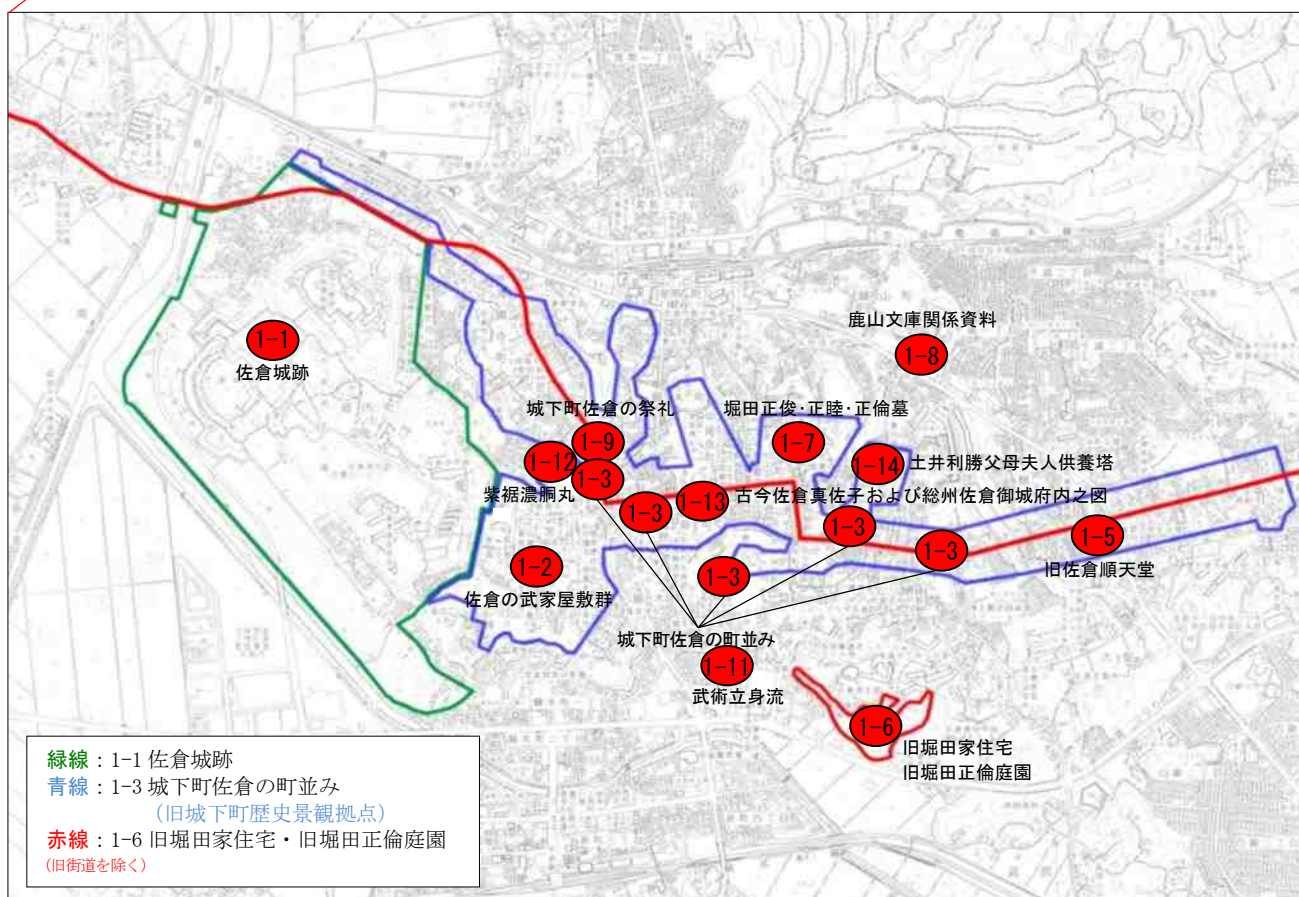 鹿山文庫関係資料
1-8
1-1
佐倉城跡
城下町佐倉の祭礼
1-9
堀田正俊・正睦・正倫墓
1-7
1-12
紫裾濃胴丸
1-3
1-14
土井利勝父母夫人供養塔
1-3
1-13
古今佐倉真佐子および総州佐倉御城府内之図
1-3
1-3
1-5
旧佐倉順天堂
1-2
佐倉の武家屋敷群
1-3
城下町佐倉の町並み
1-11
武術立身流
1-6
旧堀田家住宅
旧堀田正倫庭園
緑線：1-1 佐倉城跡
青線：1-3 城下町佐倉の町並み
（旧城下町歴史景観拠点）
赤線：1-6 旧堀田家住宅・旧堀田正倫庭園
(旧街道を除く)